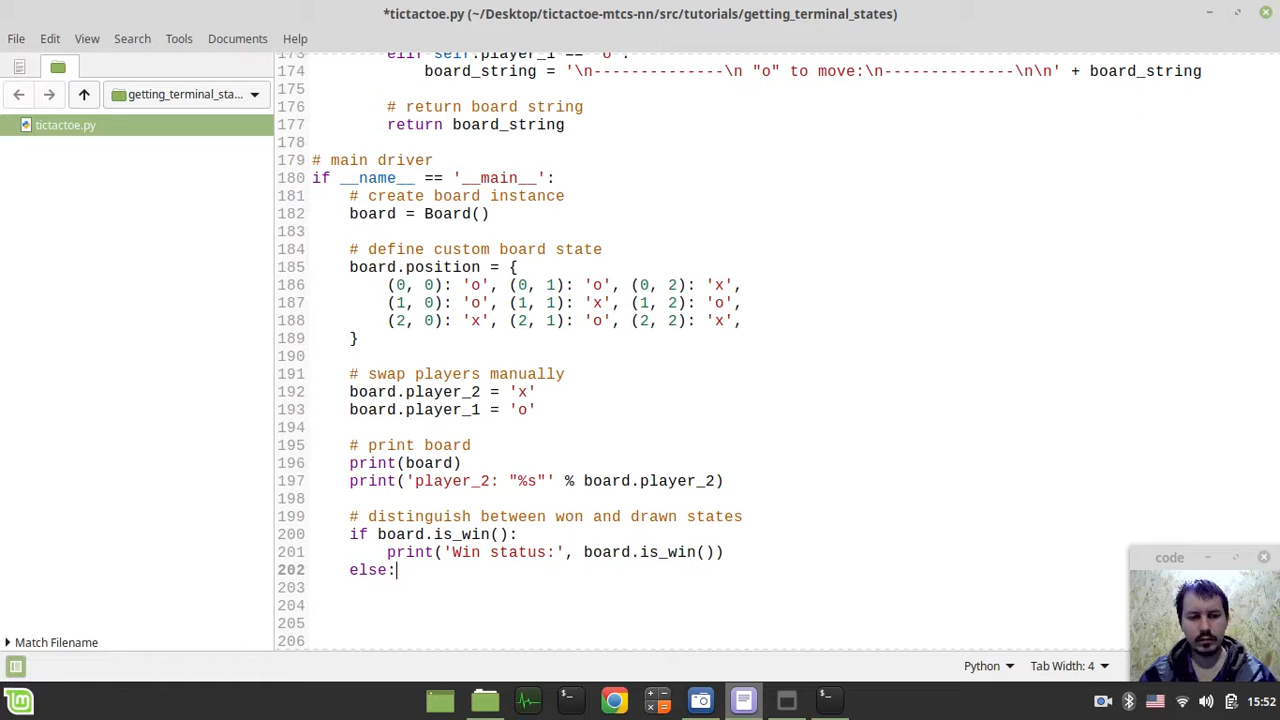 *tictactoe.py (~/Desktop/tictactoe-mtcs-nn/src/tutorials/getting_terminal_states)
File Edit View Search Tools Documents Help
getting_terminal_sta...
tictactoe.py
173 elif self.player_1 == 'o':
174 board_string = '\n--------------\n "o" to move:\n--------------\n\n' + board_string
175
176 # return board string
177 return board_string
178
179 # main driver
180 if __name__ == '__main__':
181 # create board instance
182 board = Board()
183
184 # define custom board state
185 board.position = {
186 (0, 0): 'o', (0, 1): 'o', (0, 2): 'x',
187 (1, 0): 'o', (1, 1): 'x', (1, 2): 'o',
188 (2, 0): 'x', (2, 1): 'o', (2, 2): 'x',
189 }
190
191 # swap players manually
192 board.player_2 = 'x'
193 board.player_1 = 'o'
194
195 # print board
196 print(board)
197 print('player_2: "%s"' % board.player_2)
198
199 # distinguish between won and drawn states
200 if board.is_win():
201 print('Win status:', board.is_win())
202 else:
203
204
205
206
code
Match Filename
Python Tab Width: 4
15:52